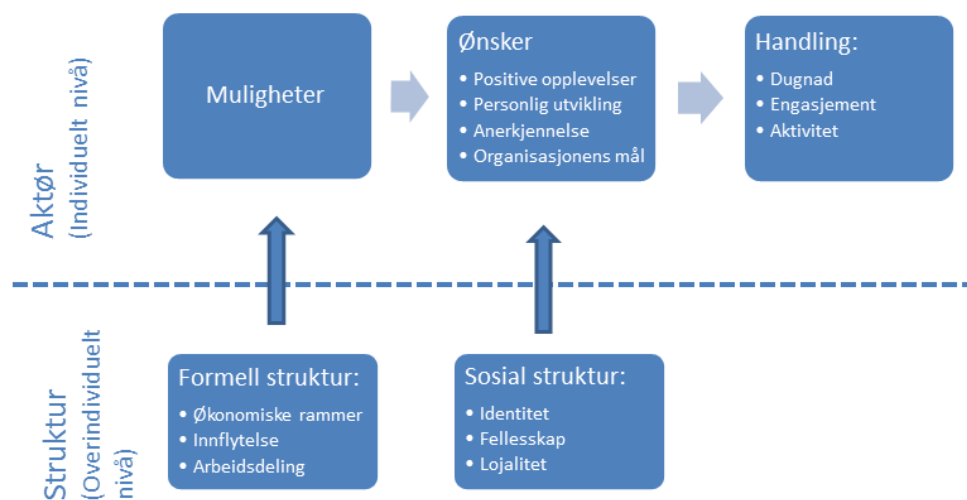 Aktør
(Individuelt nivå)
Muligheter
Ønsker
• Positive opplevelser
• Personlig utvikling
• Anerkjennelse
• Organisasjonens mål
Handling:
• Dugnad
• Engasjement
• Aktivitet
Struktur
(Overindividuelt
nivå)
Formell struktur:
• Økonomiske rammer
• Innflytelse
• Arbeidsdeling
Sosial struktur:
• Identitet
• Fellesskap
• Lojalitet